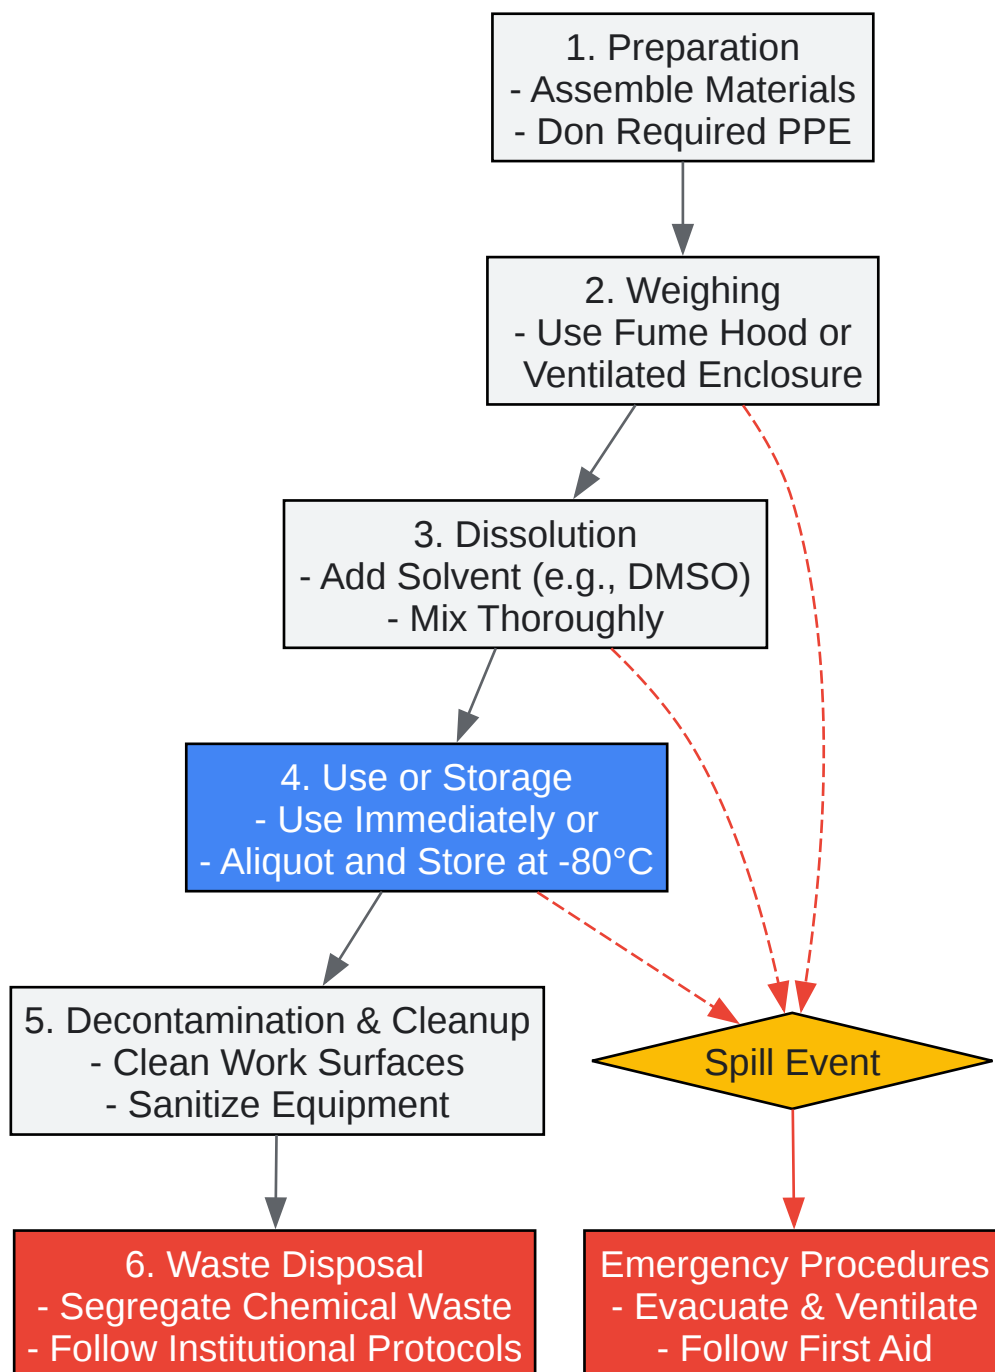 1. Preparation
- Assemble Materials
- Don Required PPE
2. Weighing
- Use Fume Hood or
Ventilated Enclosure
3. Dissolution
- Add Solvent (e.g., DMSO)
- Mix Thoroughly
4. Use or Storage
- Use Immediately or
- Aliquot and Store at -80°C
5. Decontamination & Cleanup
- Clean Work Surfaces
- Sanitize Equipment
Spill Event
6. Waste Disposal
- Segregate Chemical Waste
- Follow Institutional Protocols
Emergency Procedures
- Evacuate & Ventilate
- Follow First Aid